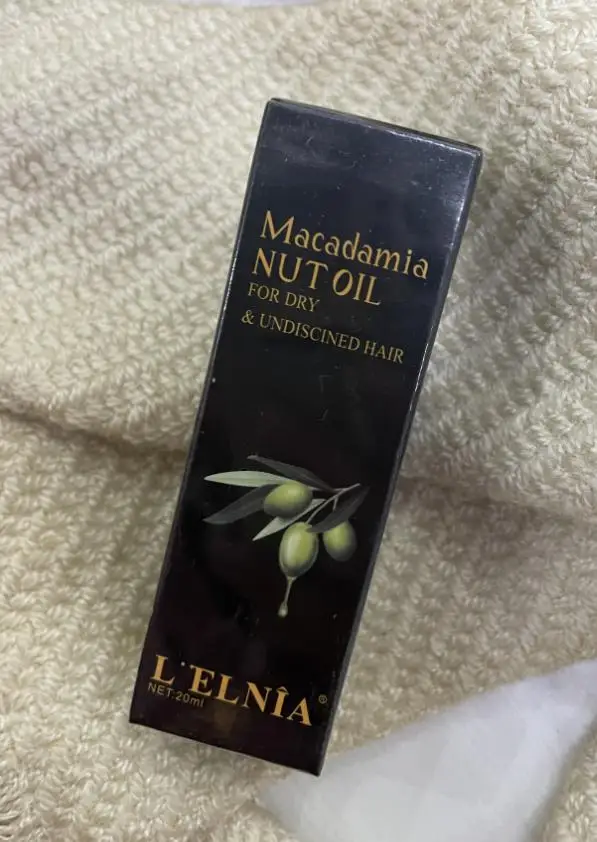 Macadamia
NUT OIL
FOR DRY
& UNDISCINED HAIR
L'ELNÎA®
NET:20ml